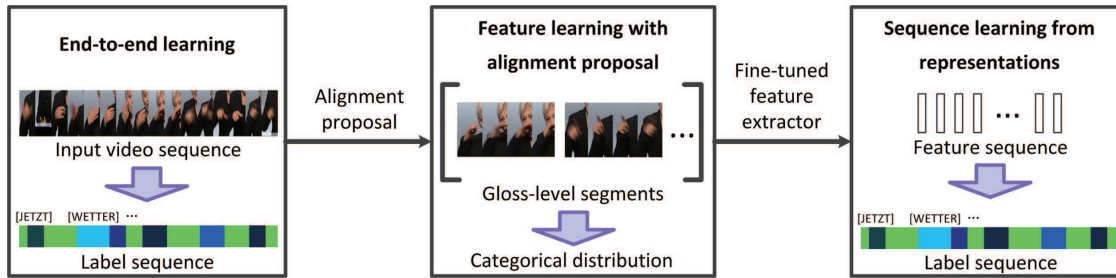 End-to-end learning
Input video sequence
[JETZT] [WETTER] ...
Label sequence
Alignment
proposal
Feature learning with
alignment proposal
...
Gloss-level segments
Categorical distribution
Fine-tuned
feature
extractor
Sequence learning from
representations
...
Feature sequence
[JETZT] [WETTER] ...
Label sequence